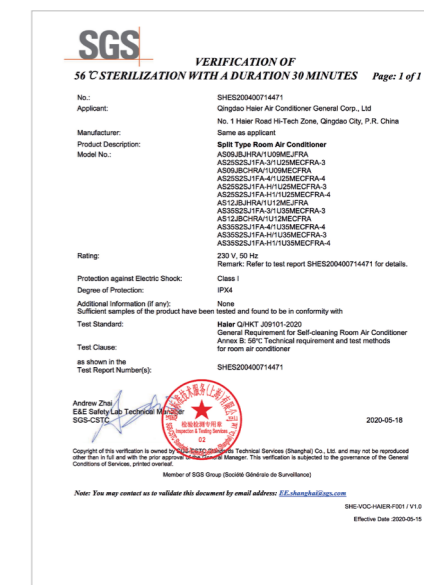 SGS
VERIFICATION OF
56 ℃ STERILIZATION WITH A DURATION 30 MINUTES Page: 1 of 1
No.: SHES200400714471
Applicant: Qingdao Haier Air Conditioner General Corp., Ltd
No. 1 Haier Road Hi-Tech Zone, Qingdao City, P.R. China
Manufacturer: Same as applicant
Product Description: Split Type Room Air Conditioner
Model No.: AS09JBJHRA/1U09MEJFRA
AS25S2SJ1FA-3/1U25MECFRA-3
AS09JBCHRA/1U09MECFRA
AS25S2SJ1FA-4/1U25MECFRA-4
AS25S2SJ1FA-H/1U25MECFRA-3
AS25S2SJ1FA-H1/1U25MECFRA-4
AS12JBJHRA/1U12MEJFRA
AS35S2SJ1FA-3/1U35MECFRA-3
AS12JBCHRA/1U12MECFRA
AS35S2SJ1FA-4/1U35MECFRA-4
AS35S2SJ1FA-H/1U35MECFRA-3
AS35S2SJ1FA-H1/1U35MECFRA-4
Rating: 230 V, 50 Hz
Remark: Refer to test report SHES200400714471 for details.
Protection against Electric Shock: Class I
Degree of Protection: IPX4
Additional Information (if any): None
Sufficient samples of the product have been tested and found to be in conformity with
Test Standard: Haier Q/HKT J09101-2020
General Requirement for Self-cleaning Room Air Conditioner
Annex B: 56℃ Technical requirement and test methods
Test Clause: for room air conditioner
as shown in the
Test Report Number(s): SHES200400714471
Andrew Zhai
E&E Safety Lab Technical Manager
SGS-CSTC
2020-05-18
检验检测专用章
Inspection & Testing Services
02
Copyright of this verification is owned by SGS-CSTC Standards Technical Services (Shanghai) Co., Ltd. and may not be reproduced
other than in full and with the prior approval of the General Manager. This verification is subjected to the governance of the General
Conditions of Services, printed overleaf.
Member of SGS Group (Société Générale de Surveillance)
Note: You may contact us to validate this document by email address: EE.shanghai@sgs.com
SHE-VOC-HAIER-F001 / V1.0
Effective Date :2020-05-15